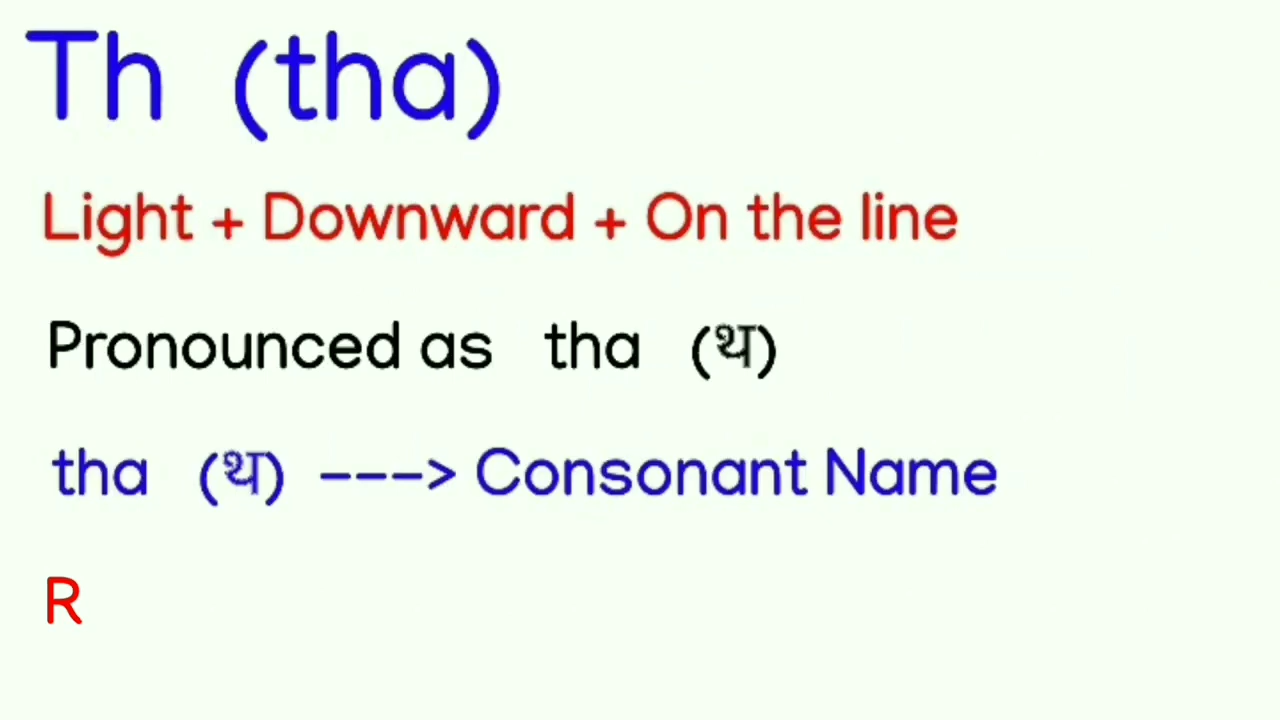 Th (tha)
Light + Downward + On the line
Pronounced as tha (थ)
tha (थ) ---> Consonant Name
R